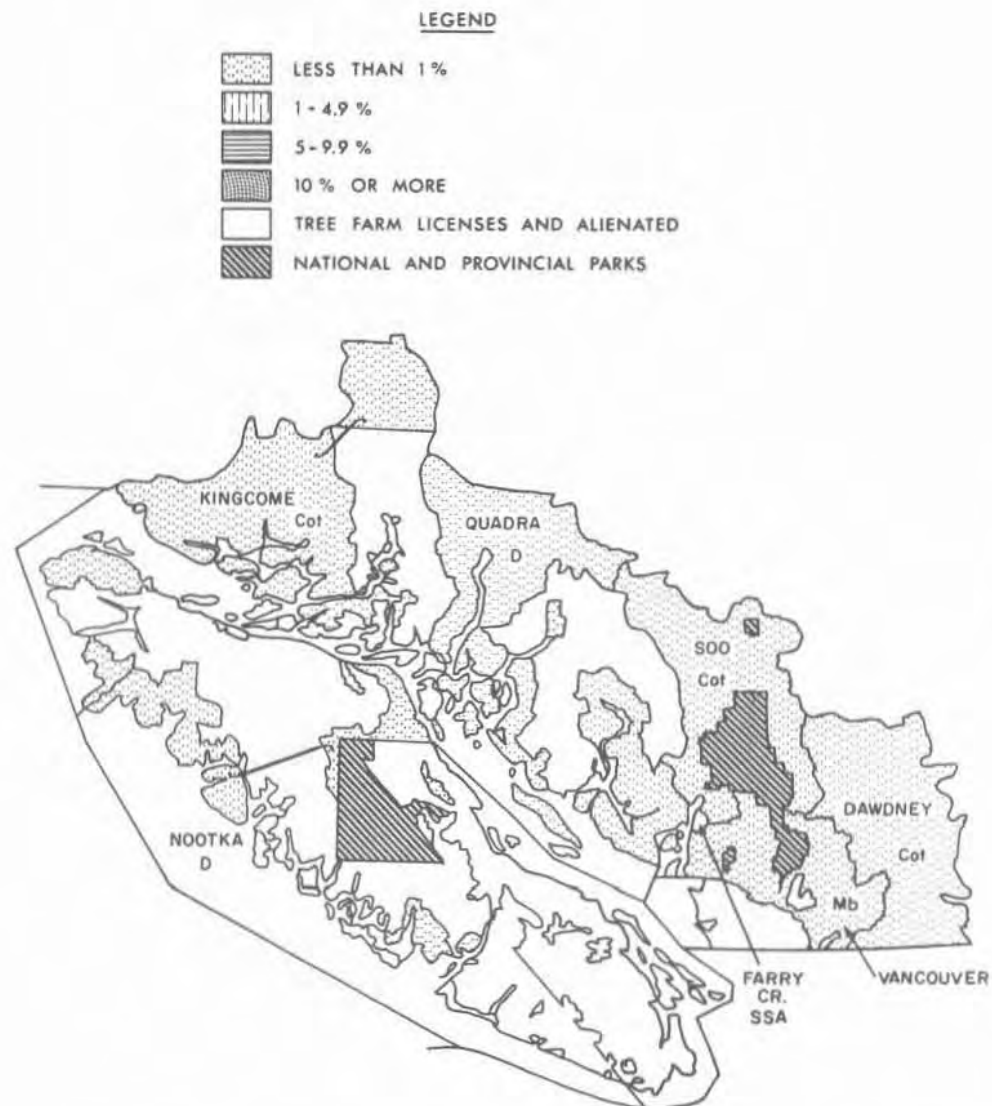 LEGEND
LESS THAN 1%
1-4.9 %
5-9.9 %
10% OR MORE
TREE FARM LICENSES AND ALIENATED
NATIONAL AND PROVINCIAL PARKS
KINGCOME
Cot
QUADRA
D
SOO
Cot
DAWDNEY
Cot
NOOTKA
D
Mb
FARRY
CR.
SSA
VANCOUVER